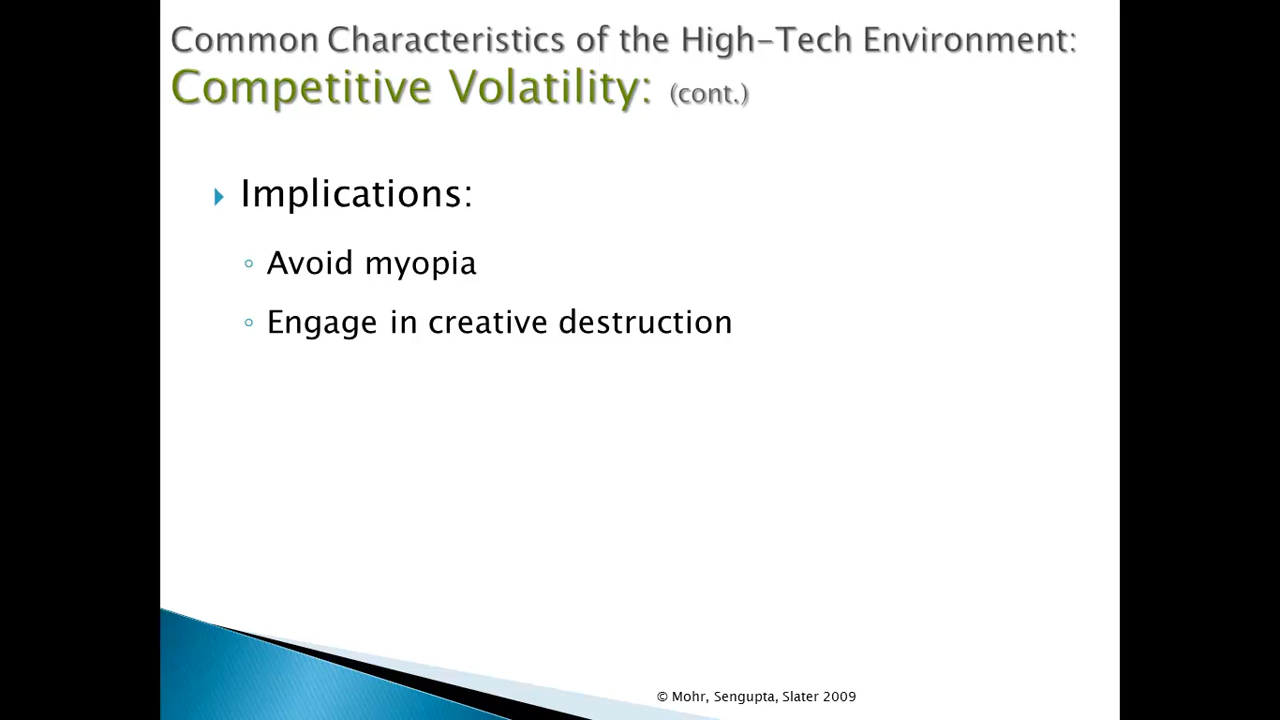 Common Characteristics of the High-Tech Environment:
Competitive Volatility: (cont.)
Implications:
Avoid myopia
Engage in creative destruction
© Mohr, Sengupta, Slater 2009